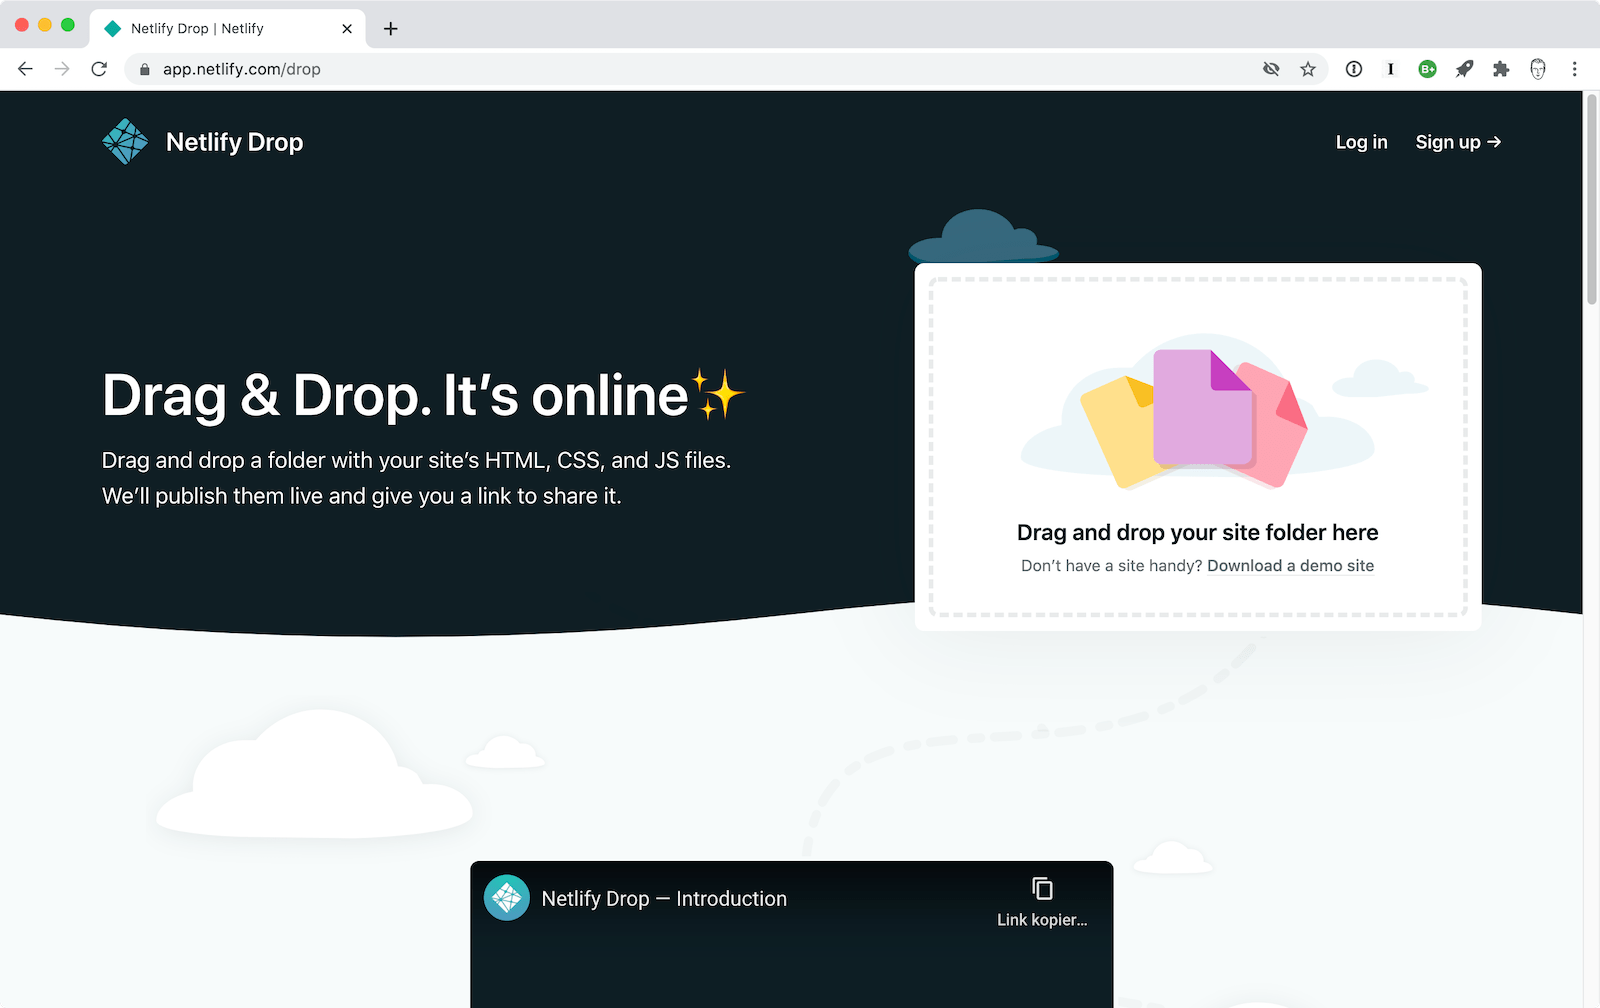 Netlify Drop | Netlify
app.netlify.com/drop
I
B+
Netlify Drop
Log in
Sign up →
Drag & Drop. It’s online✨
Drag and drop a folder with your site’s HTML, CSS, and JS files.
We’ll publish them live and give you a link to share it.
Drag and drop your site folder here
Don’t have a site handy? Download a demo site
Netlify Drop — Introduction
Link kopier...